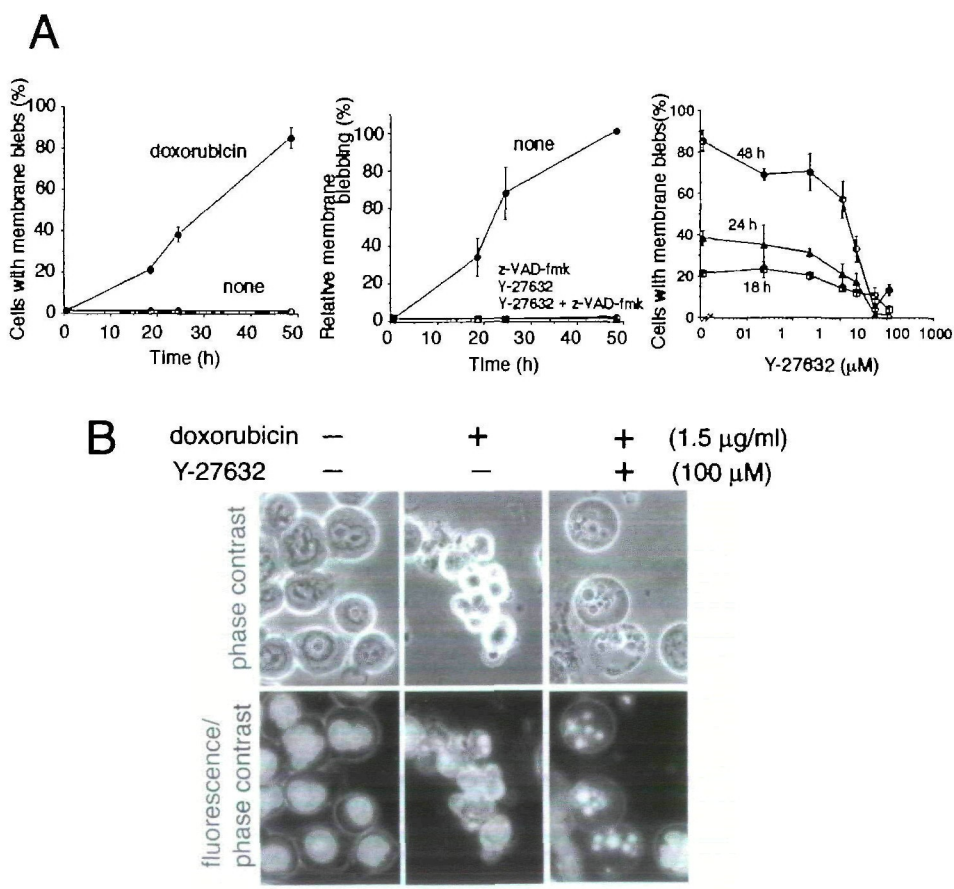 A
Cells with membrane blebs (%)
100
80
60
40
20
0
doxorubicin
none
0 10 20 30 40 50
Time (h)
Relative membrane blebbing (%)
100
80
60
40
20
0
none
z-VAD-fmk
Y-27632
Y-27632 + z-VAD-fmk
0 10 20 30 40 50
Time (h)
Cells with membrane blebs(%)
100
80
60
40
20
0
48 h
24 h
18 h
0 01 1 1 10 100 1000
Y-27632 (μM)
B
doxorubicin – + + (1.5 μg/ml)
Y-27632 – – + (100 μM)
phase contrast
fluorescence/
phase contrast